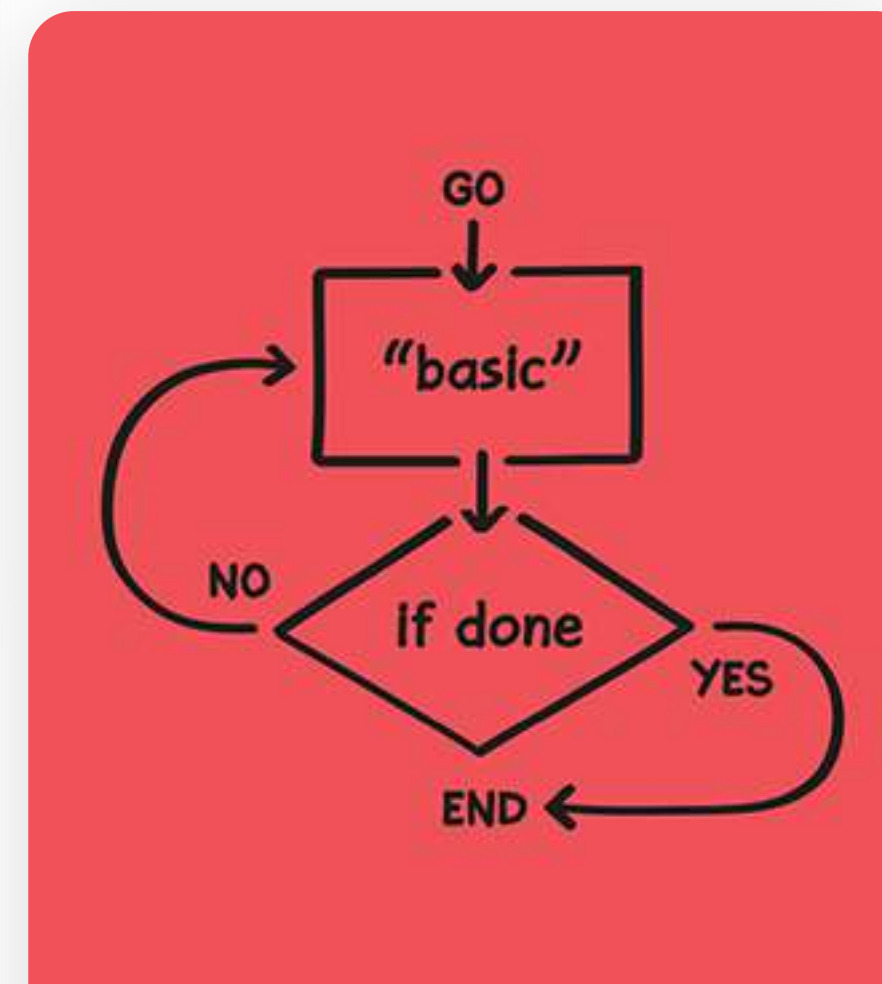 GO
“basic”
if done
NO
YES
END